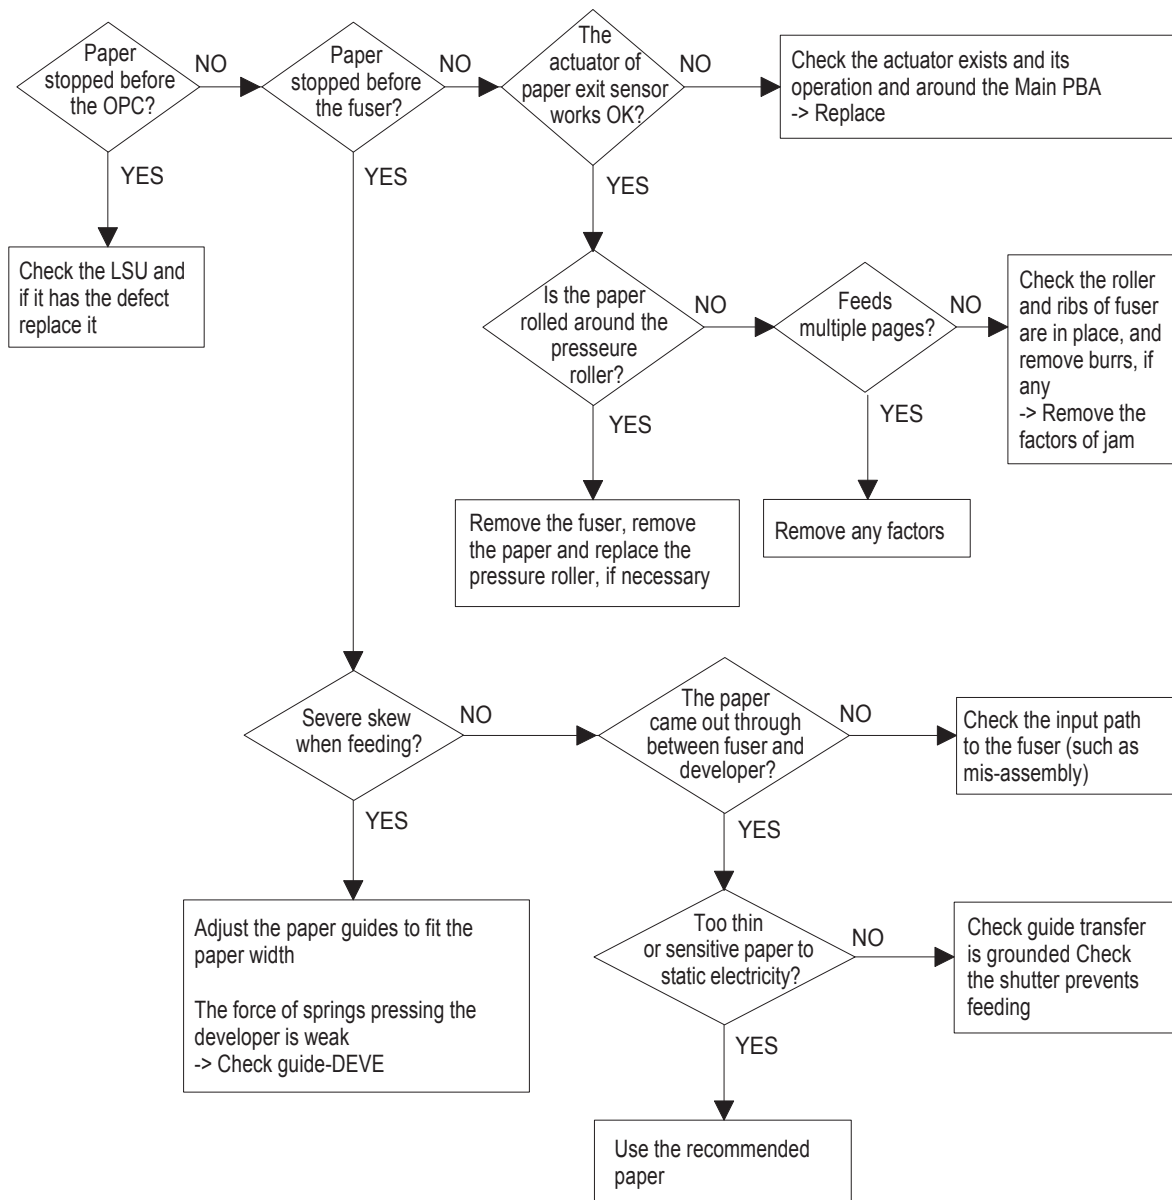 Paper
stopped before
the OPC?
NO
YES
Paper
stopped before
the fuser?
NO
YES
The
actuator of
paper exit sensor
works OK?
NO
YES
Check the actuator exists and its
operation and around the Main PBA
-> Replace
Check the LSU and
if it has the defect
replace it
Is the paper
rolled around the
presseure
roller?
NO
YES
Feeds
multiple pages?
NO
YES
Check the roller
and ribs of fuser
are in place, and
remove burrs, if
any
-> Remove the
factors of jam
Remove the fuser, remove
the paper and replace the
pressure roller, if necessary
Remove any factors
Severe skew
when feeding?
NO
YES
The paper
came out through
between fuser and
developer?
NO
YES
Check the input path
to the fuser (such as
mis-assembly)
Adjust the paper guides to fit the
paper width
The force of springs pressing the
developer is weak
-> Check guide-DEVE
Too thin
or sensitive paper to
static electricity?
NO
YES
Check guide transfer
is grounded Check
the shutter prevents
feeding
Use the recommended
paper